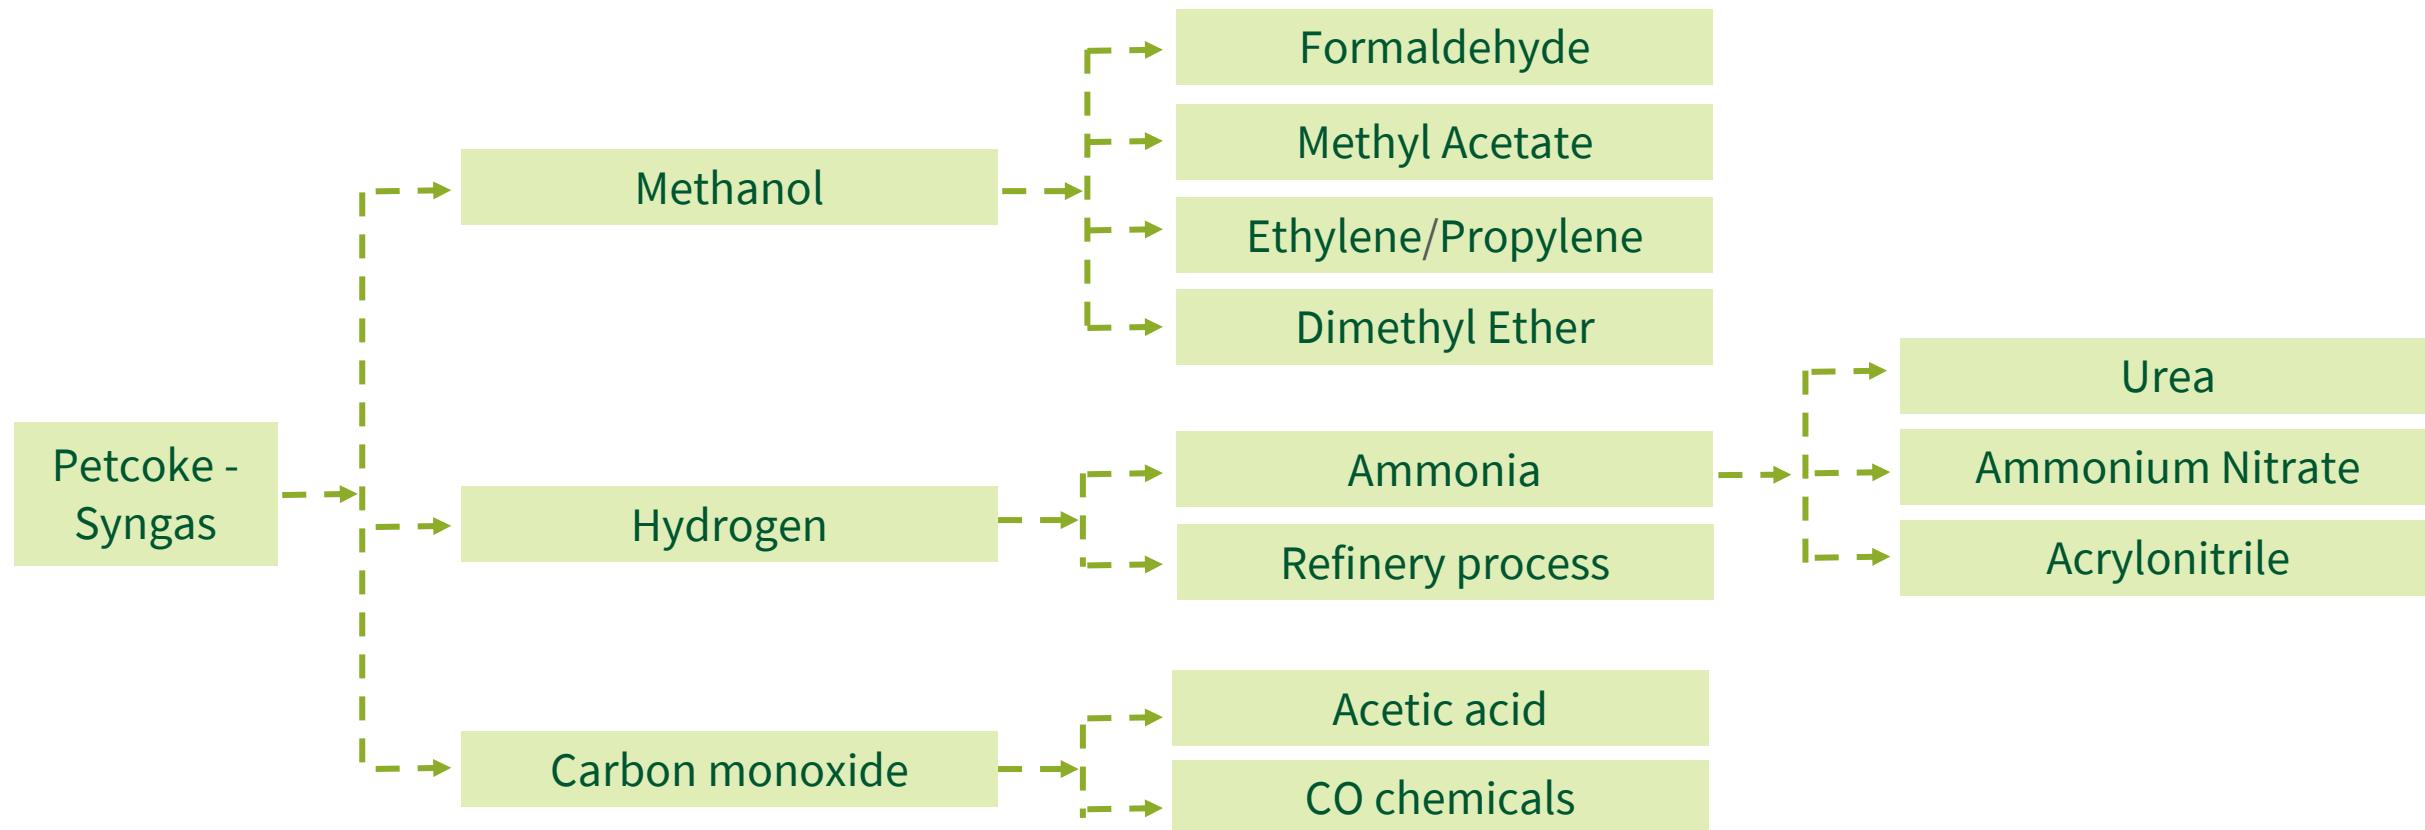 Petcoke -
Syngas
Methanol
Hydrogen
Carbon monoxide
Formaldehyde
Methyl Acetate
Ethylene/Propylene
Dimethyl Ether
Ammonia
Refinery process
Acetic acid
CO chemicals
Urea
Ammonium Nitrate
Acrylonitrile